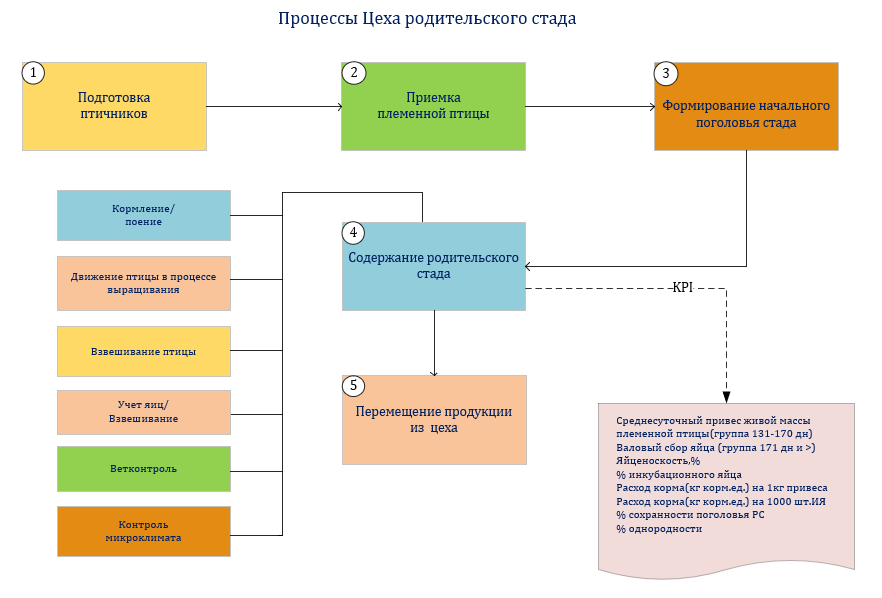 Процессы Цеха родительского стада
1
Подготовка
птичников
2
Приемка
племенной птицы
3
Формирование начального
поголовья стада
4
Содержание родительского
стада
KPI
5
Перемещение продукции
из цеха
Кормление/
поение
Движение птицы в процессе
выращивания
Взвешивание птицы
Учет яиц/
Взвешивание
Ветконтроль
Контроль
микроклимата
Среднесуточный привес живой массы
племенной птицы(группа 131-170 дн)
Валовый сбор яйца (группа 171 дн и >)
Яйценоскость,%
% инкубационного яйца
Расход корма(кг корм.ед.) на 1кг привеса
Расход корма(кг корм.ед.) на 1000 шт.ИЯ
% сохранности поголовья РС
% однородности